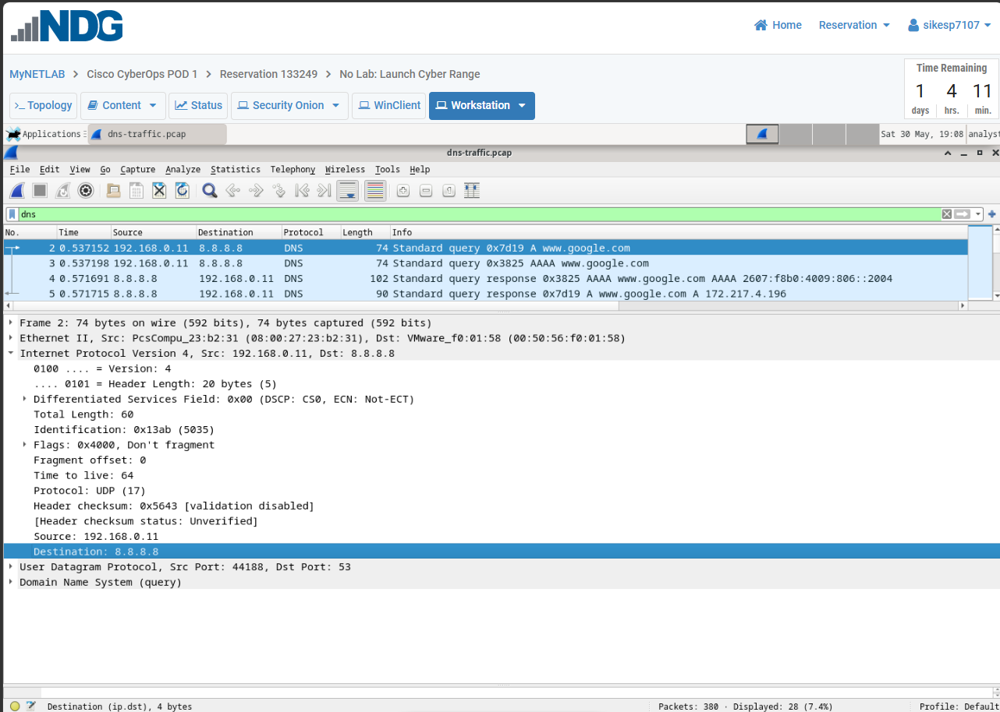 NDG
Home Reservation sikesp7107
MyNETLAB > Cisco CyberOps POD 1 > Reservation 133249 > No Lab: Launch Cyber Range
Time Remaining
1 4 11
days hrs. min.
>_ Topology Content Status Security Onion WinClient Workstation
Applications dns-traffic.pcap Sat 30 May, 19:08 analyst
dns-traffic.pcap
File Edit View Go Capture Analyze Statistics Telephony Wireless Tools Help
dns
No. Time Source Destination Protocol Length Info
2 0.537152 192.168.0.11 8.8.8.8 DNS 74 Standard query 0x7d19 A www.google.com
3 0.537198 192.168.0.11 8.8.8.8 DNS 74 Standard query 0x3825 AAAA www.google.com
4 0.571691 8.8.8.8 192.168.0.11 DNS 102 Standard query response 0x3825 AAAA www.google.com AAAA 2607:f8b0:4009:806::2004
5 0.571715 8.8.8.8 192.168.0.11 DNS 90 Standard query response 0x7d19 A www.google.com A 172.217.4.196
Frame 2: 74 bytes on wire (592 bits), 74 bytes captured (592 bits)
Ethernet II, Src: PcsCompu_23:b2:31 (08:00:27:23:b2:31), Dst: VMware_f0:01:58 (00:50:56:f0:01:58)
Internet Protocol Version 4, Src: 192.168.0.11, Dst: 8.8.8.8
0100 .... = Version: 4
.... 0101 = Header Length: 20 bytes (5)
Differentiated Services Field: 0x00 (DSCP: CS0, ECN: Not-ECT)
Total Length: 60
Identification: 0x13ab (5035)
Flags: 0x4000, Don't fragment
Fragment offset: 0
Time to live: 64
Protocol: UDP (17)
Header checksum: 0x5643 [validation disabled]
[Header checksum status: Unverified]
Source: 192.168.0.11
Destination: 8.8.8.8
User Datagram Protocol, Src Port: 44188, Dst Port: 53
Domain Name System (query)
Destination (ip.dst), 4 bytes Packets: 380 · Displayed: 28 (7.4%) Profile: Default